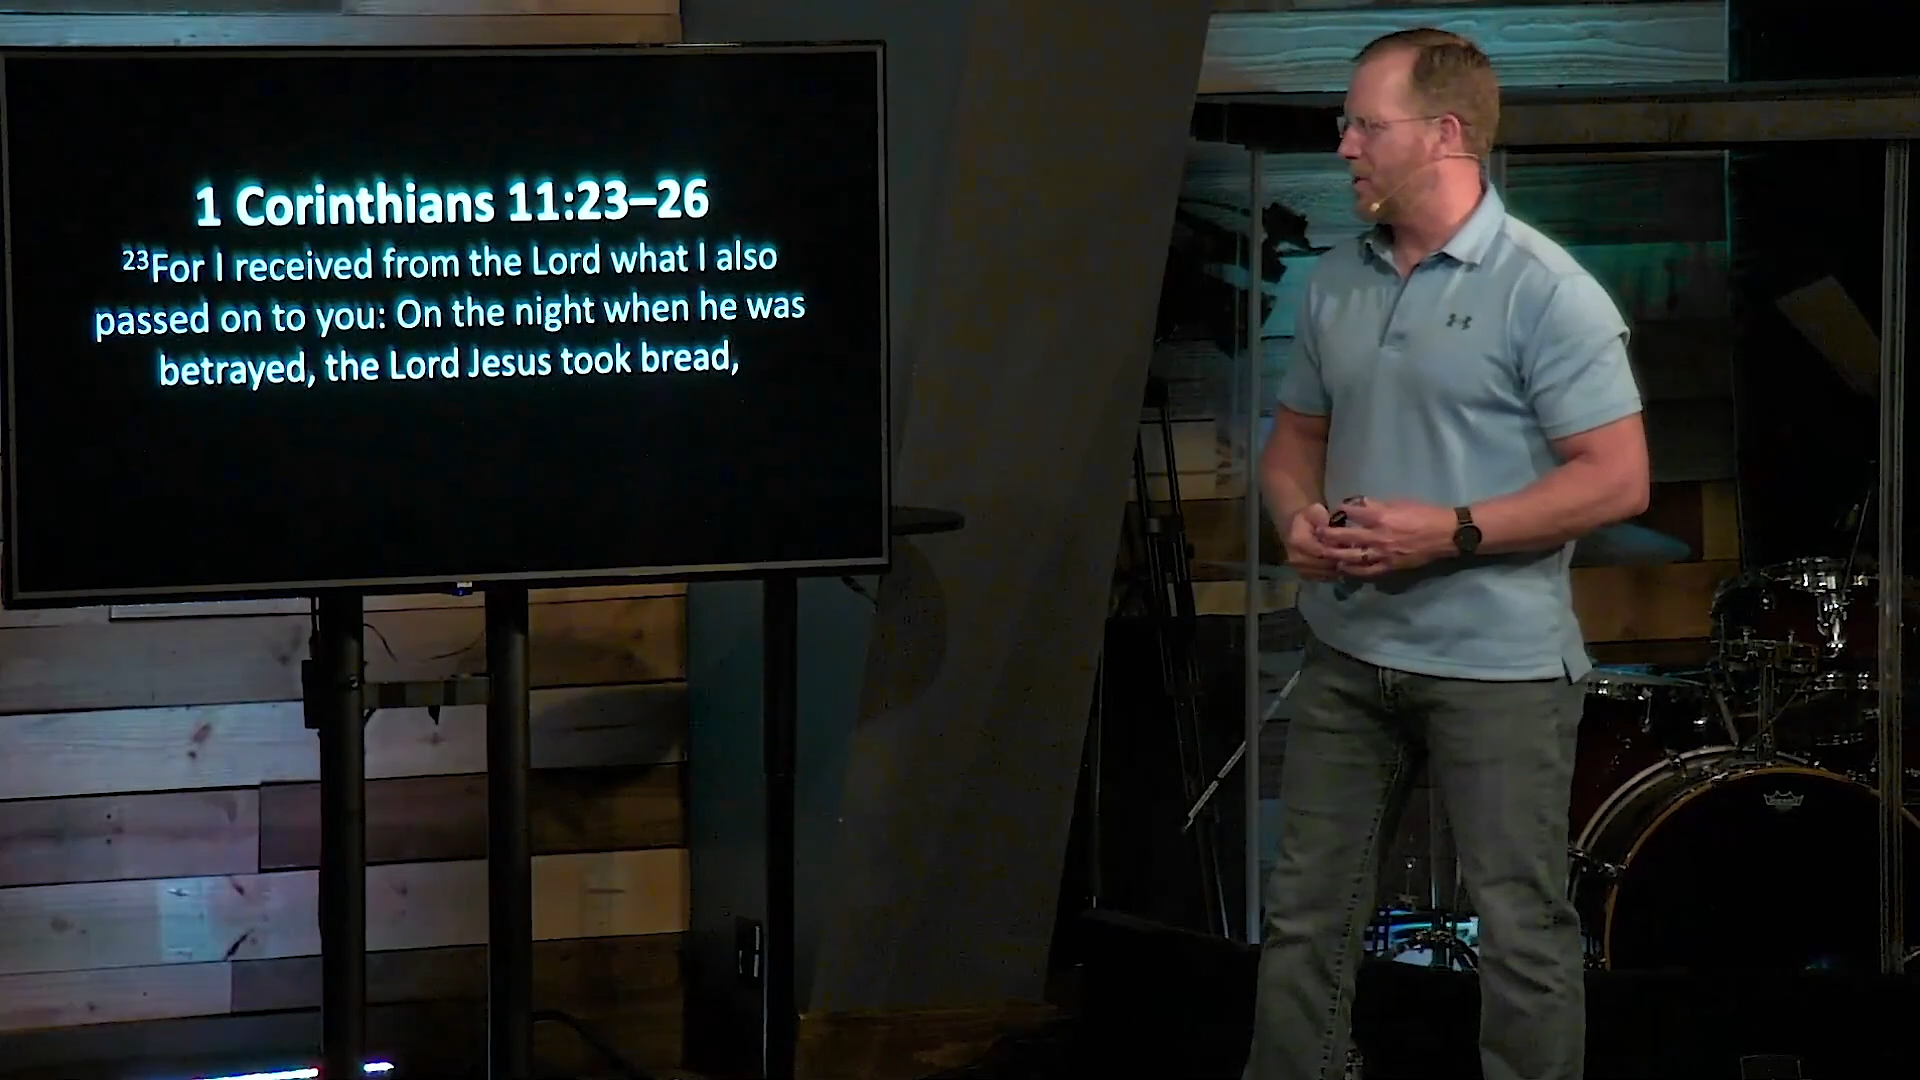 1 Corinthians 11:23–26
²³For I received from the Lord what I also
passed on to you: On the night when he was
betrayed, the Lord Jesus took bread,